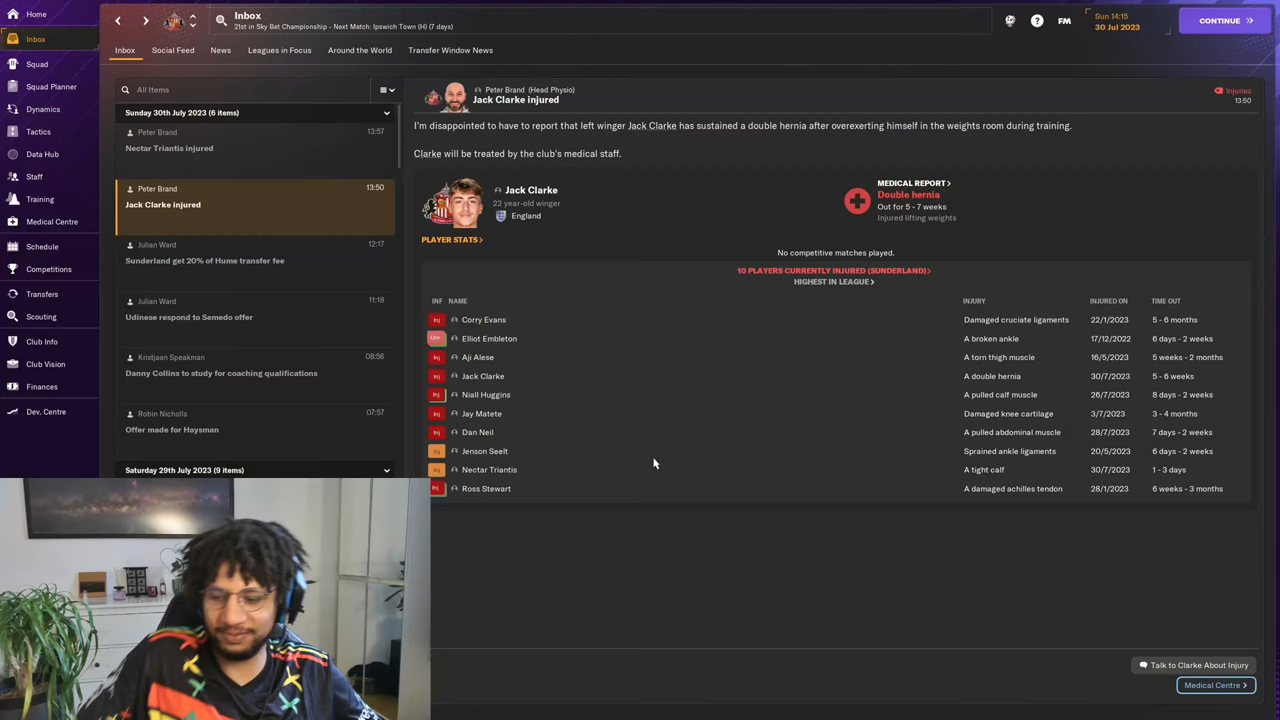 Home
Inbox
Squad
Squad Planner
Dynamics
Tactics
Data Hub
Staff
Training
Medical Centre
Schedule
Competitions
Transfers
Scouting
Club Info
Club Vision
Finances
Dev. Centre
Inbox
21st in Sky Bet Championship - Next Match: Ipswich Town (H) (7 days)
?
FM
Sun 14:15
30 Jul 2023
CONTINUE
Inbox Social Feed News Leagues in Focus Around the World Transfer Window News
All Items
Sunday 30th July 2023 (6 items)
Peter Brand 13:57
Nectar Triantis injured
Peter Brand 13:50
Jack Clarke injured
Julian Ward 12:17
Sunderland get 20% of Hume transfer fee
Julian Ward 11:18
Udinese respond to Semedo offer
Kristjaan Speakman 08:56
Danny Collins to study for coaching qualifications
Robin Nicholls 07:57
Offer made for Haysman
Saturday 29th July 2023 (9 items)
Peter Brand (Head Physio)
Jack Clarke injured
Injuries
13:50
I'm disappointed to have to report that left winger Jack Clarke has sustained a double hernia after overexerting himself in the weights room during training.
Clarke will be treated by the club's medical staff.
Jack Clarke
22 year-old winger
England
PLAYER STATS >
MEDICAL REPORT >
Double hernia
Out for 5 - 7 weeks
Injured lifting weights
No competitive matches played.
10 PLAYERS CURRENTLY INJURED (SUNDERLAND) >
HIGHEST IN LEAGUE >
INF NAME INJURY INJURED ON TIME OUT
Inj Corry Evans Damaged cruciate ligaments 22/1/2023 5 - 6 months
Unf Elliot Embleton A broken ankle 17/12/2022 6 days - 2 weeks
Inj Aji Alese A torn thigh muscle 16/5/2023 5 weeks - 2 months
Inj Jack Clarke A double hernia 30/7/2023 5 - 6 weeks
Inj Niall Huggins A pulled calf muscle 26/7/2023 8 days - 2 weeks
Inj Jay Matete Damaged knee cartilage 3/7/2023 3 - 4 months
Inj Dan Neil A pulled abdominal muscle 28/7/2023 7 days - 2 weeks
Inj Jenson Seelt Sprained ankle ligaments 20/5/2023 6 days - 2 weeks
Inj Nectar Triantis A tight calf 30/7/2023 1 - 3 days
Inj Ross Stewart A damaged achilles tendon 28/1/2023 6 weeks - 3 months
Talk to Clarke About Injury
Medical Centre >